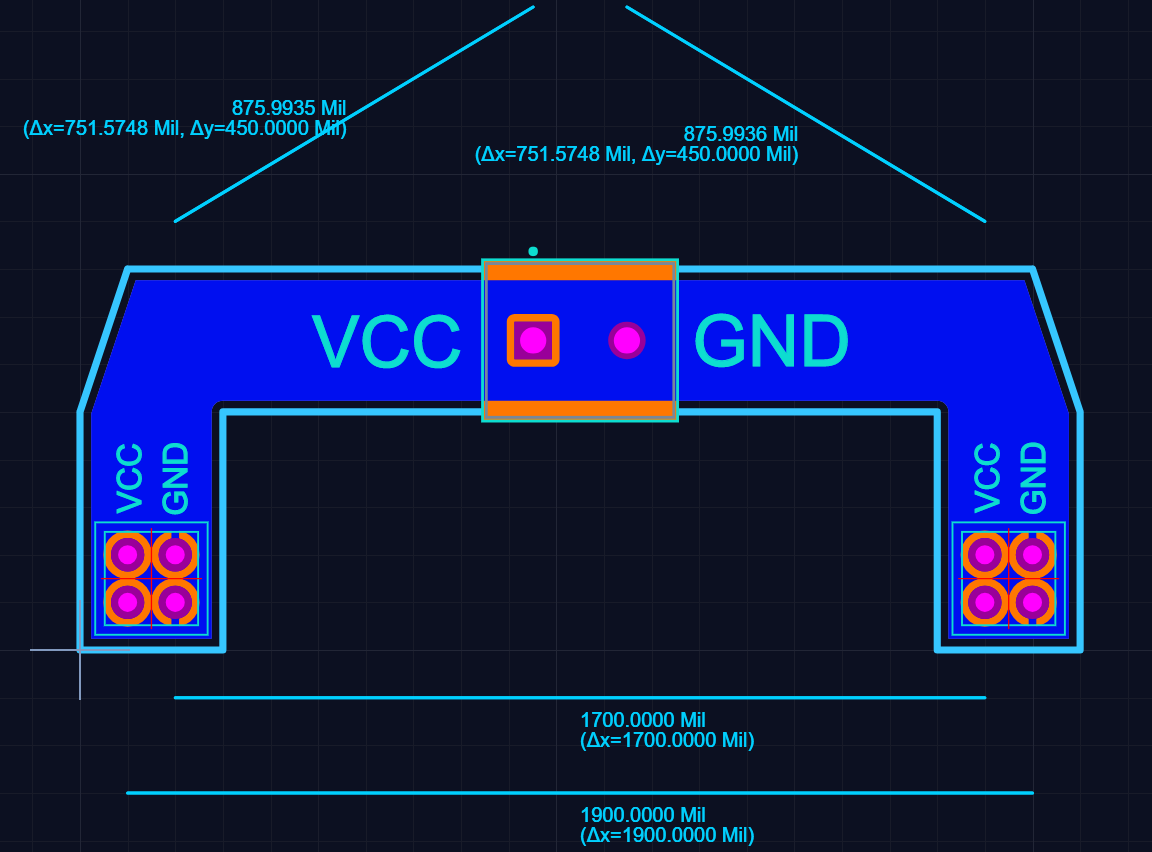 875.9935 Mil
(Δx=751.5748 Mil, Δy=450.0000 Mil)
875.9936 Mil
(Δx=751.5748 Mil, Δy=450.0000 Mil)
VCC
GND
VCC
GND
VCC
GND
1700.0000 Mil
(Δx=1700.0000 Mil)
1900.0000 Mil
(Δx=1900.0000 Mil)